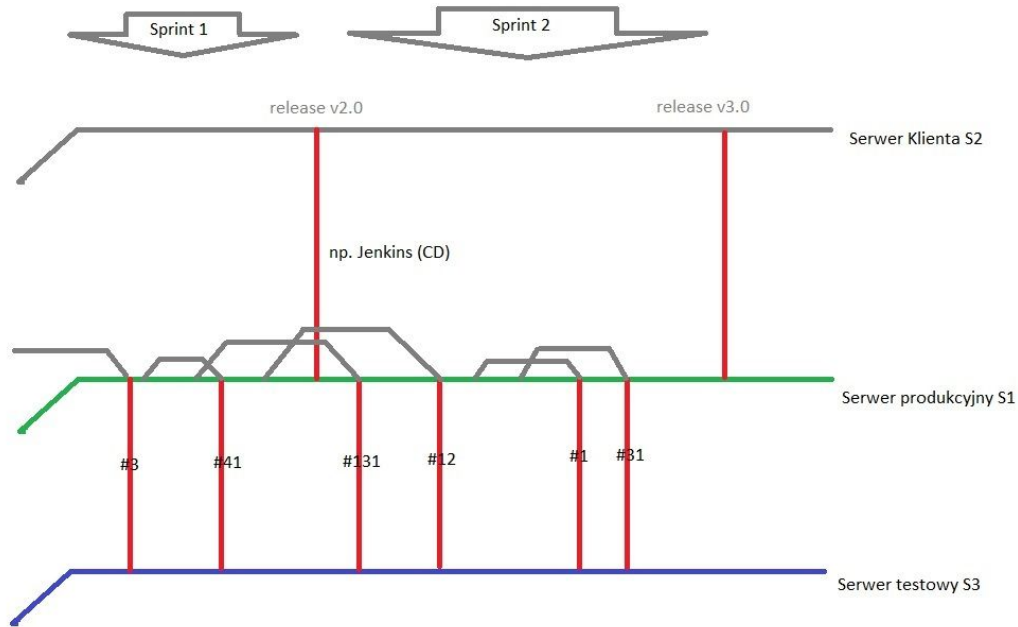 Sprint 1
Sprint 2
release v2.0
release v3.0
Serwer Klienta S2
np. Jenkins (CD)
Serwer produkcyjny S1
#3
#41
#131
#12
#1
#31
Serwer testowy S3